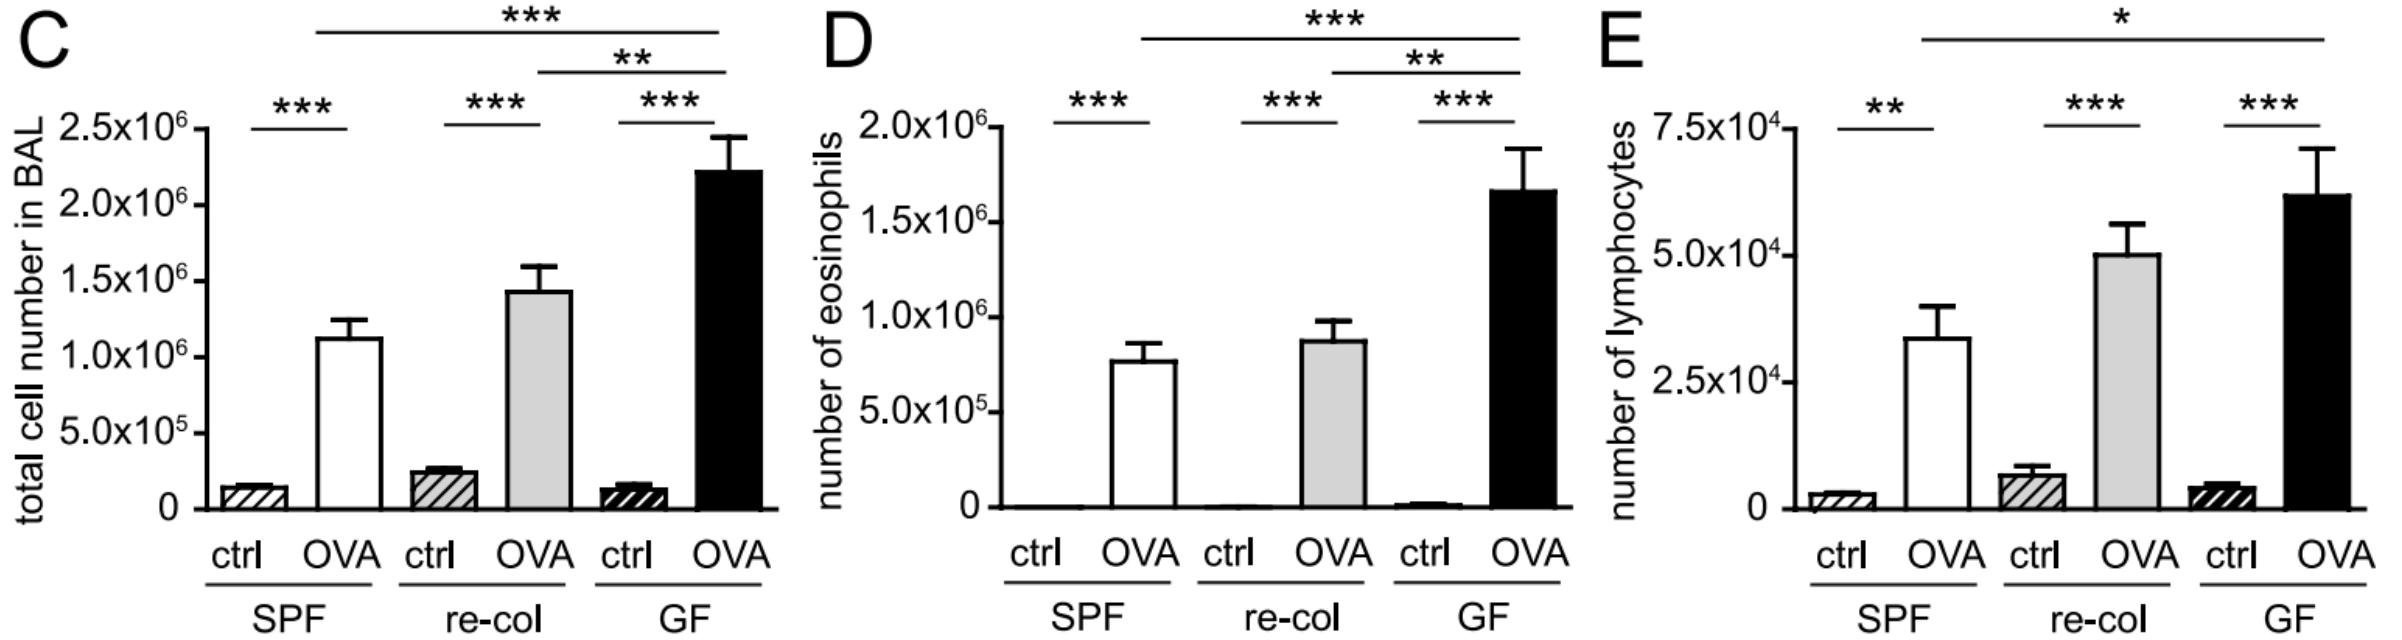 C
***
**
*** *** ***
total cell number in BAL
2.5x10⁶
2.0x10⁶
1.5x10⁶
1.0x10⁶
5.0x10⁵
0
ctrl OVA ctrl OVA ctrl OVA
SPF re-col GF
D
***
**
*** *** ***
number of eosinophils
2.0x10⁶
1.5x10⁶
1.0x10⁶
5.0x10⁵
0
ctrl OVA ctrl OVA ctrl OVA
SPF re-col GF
E
*
** *** ***
number of lymphocytes
7.5x10⁴
5.0x10⁴
2.5x10⁴
0
ctrl OVA ctrl OVA ctrl OVA
SPF re-col GF